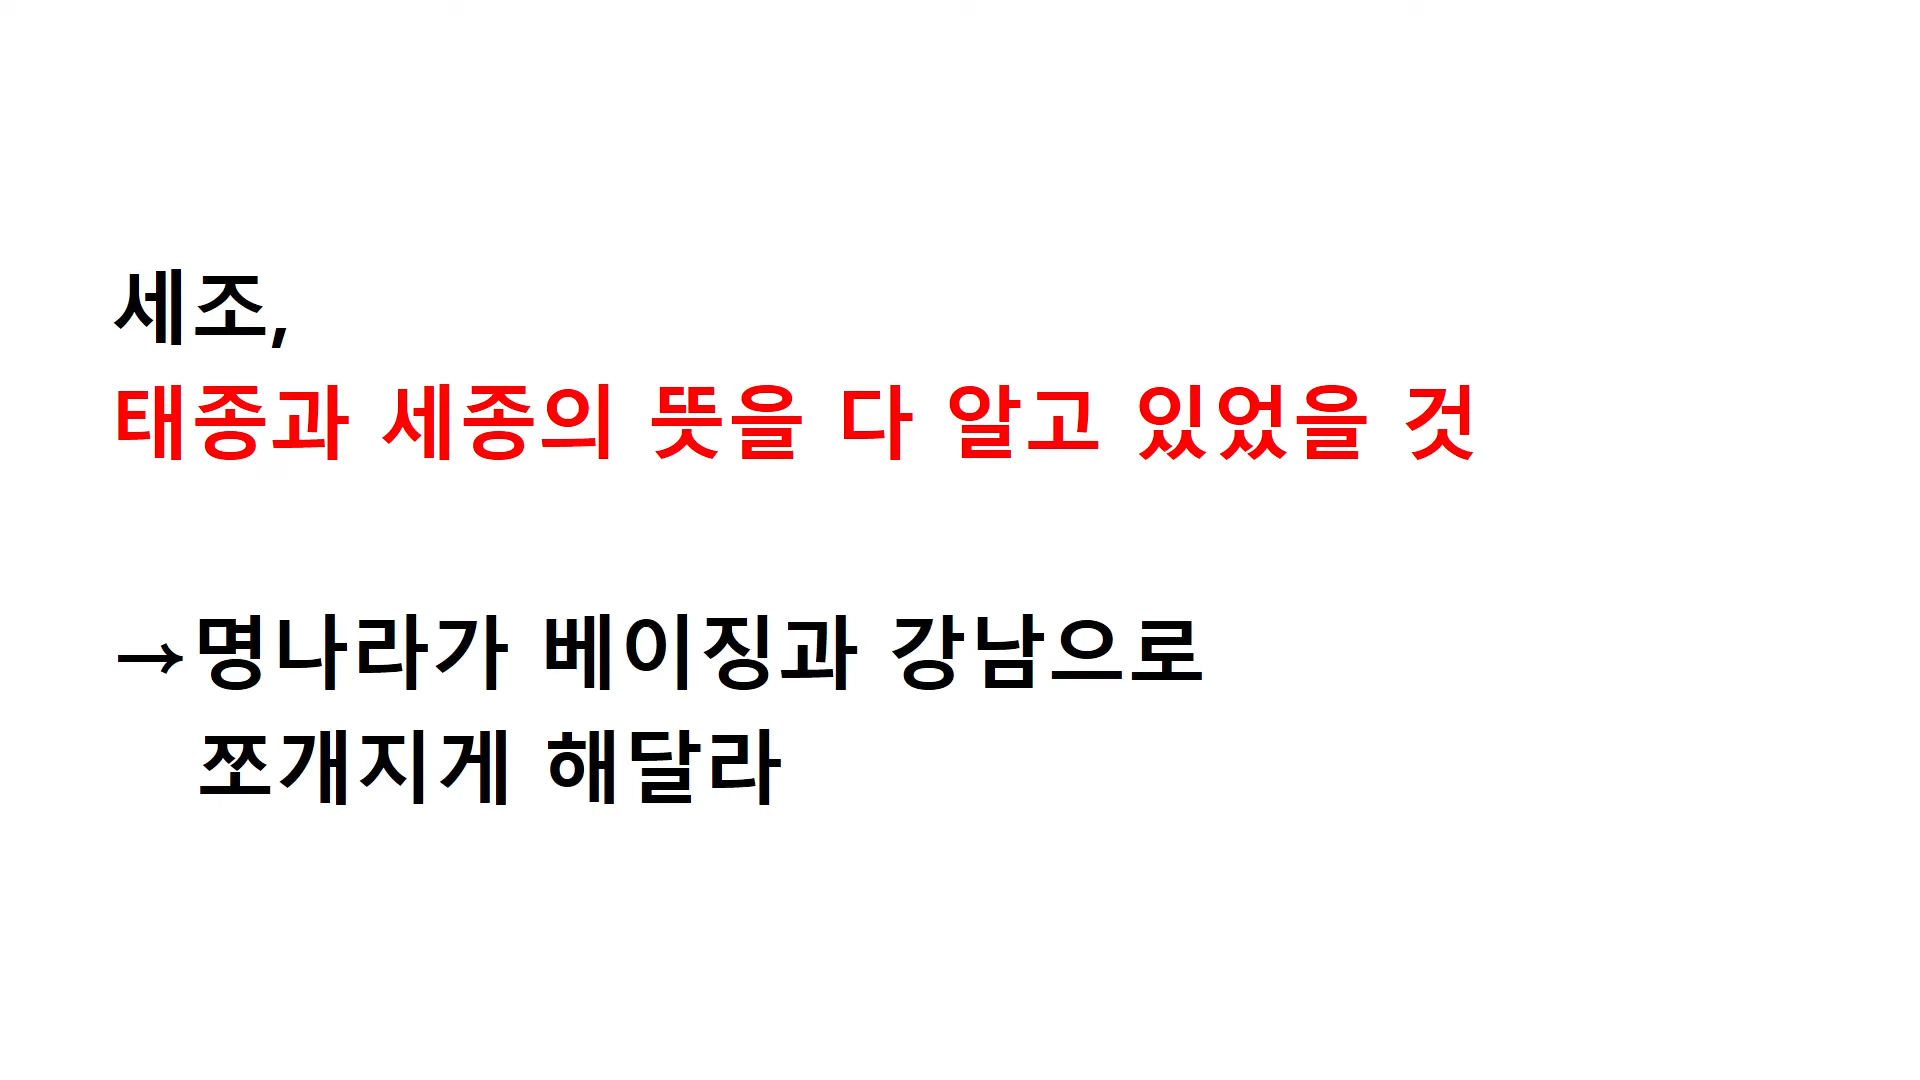 세조,
태종과 세종의 뜻을 다 알고 있었을 것
→명나라가 베이징과 강남으로
쪼개지게 해달라